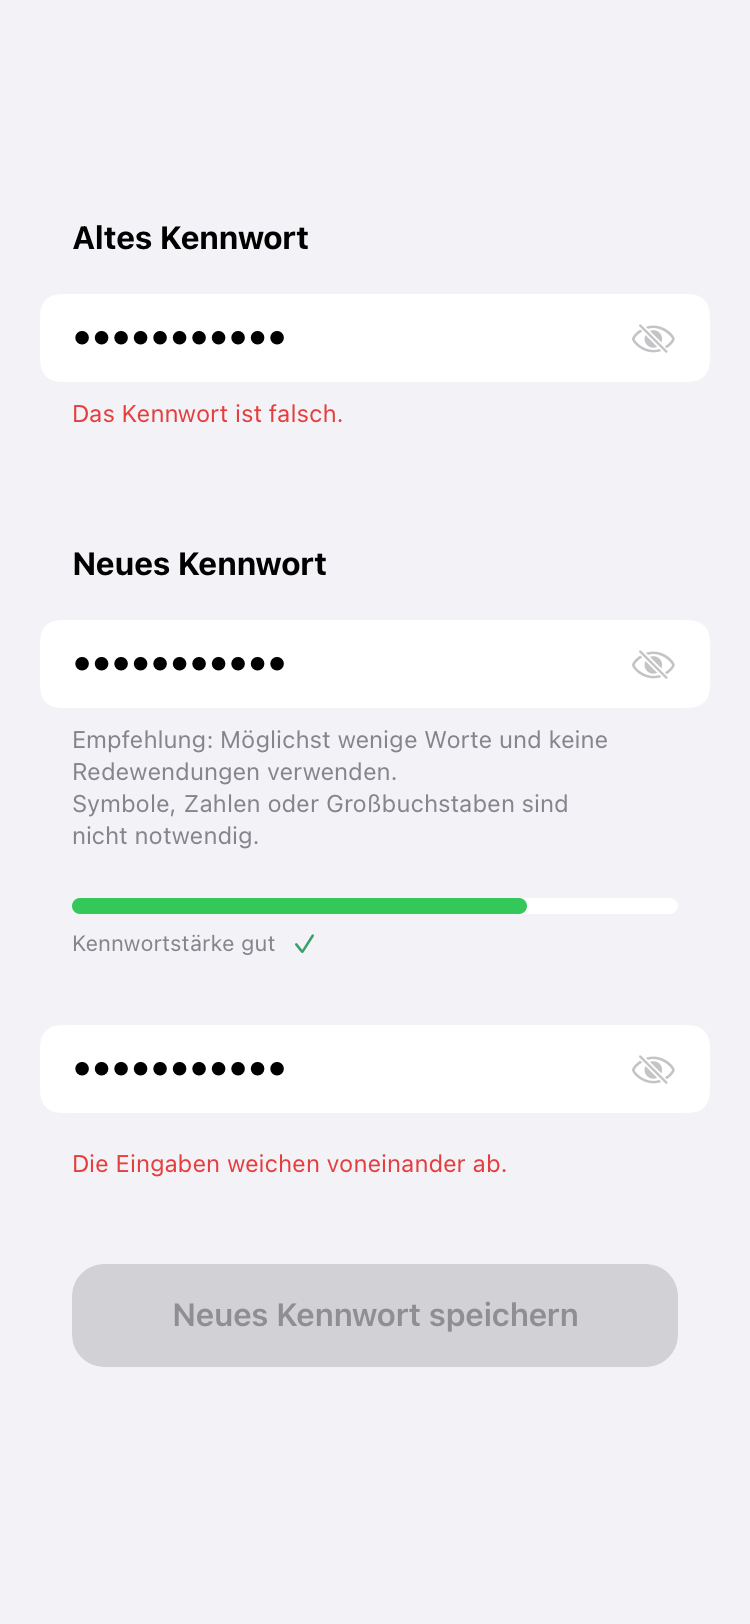 Altes Kennwort
•••••••••••
Das Kennwort ist falsch.
Neues Kennwort
•••••••••••
Empfehlung: Möglichst wenige Worte und keine
Redewendungen verwenden.
Symbole, Zahlen oder Großbuchstaben sind
nicht notwendig.
Kennwortstärke gut ✓
•••••••••••
Die Eingaben weichen voneinander ab.
Neues Kennwort speichern